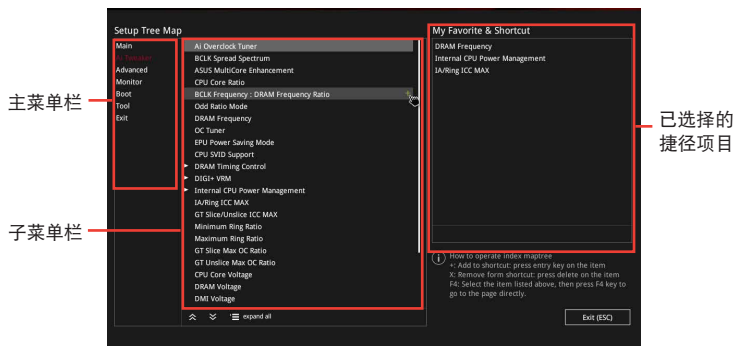 Setup Tree Map
Main
Ai Tweaker
Advanced
Monitor
Boot
Tool
Exit
Ai Overclock Tuner
BCLK Spread Spectrum
ASUS MultiCore Enhancement
CPU Core Ratio
BCLK Frequency : DRAM Frequency Ratio
Odd Ratio Mode
DRAM Frequency
OC Tuner
EPU Power Saving Mode
CPU SVID Support
DRAM Timing Control
DIGI+ VRM
Internal CPU Power Management
IA/Ring ICC MAX
GT Slice/Unslice ICC MAX
Minimum Ring Ratio
Maximum Ring Ratio
GT Slice Max OC Ratio
GT Unslice Max OC Ratio
CPU Core Voltage
DRAM Voltage
DMI Voltage
expand all
My Favorite & Shortcut
DRAM Frequency
Internal CPU Power Management
IA/Ring ICC MAX
How to operate index maptree
+: Add to shortcut: press entry key on the item
X: Remove form shortcut: press delete on the item
F4: Select the item listed above, then press F4 key to
go to the page directly.
Exit (ESC)
主菜单栏
子菜单栏
已选择的
捷径项目